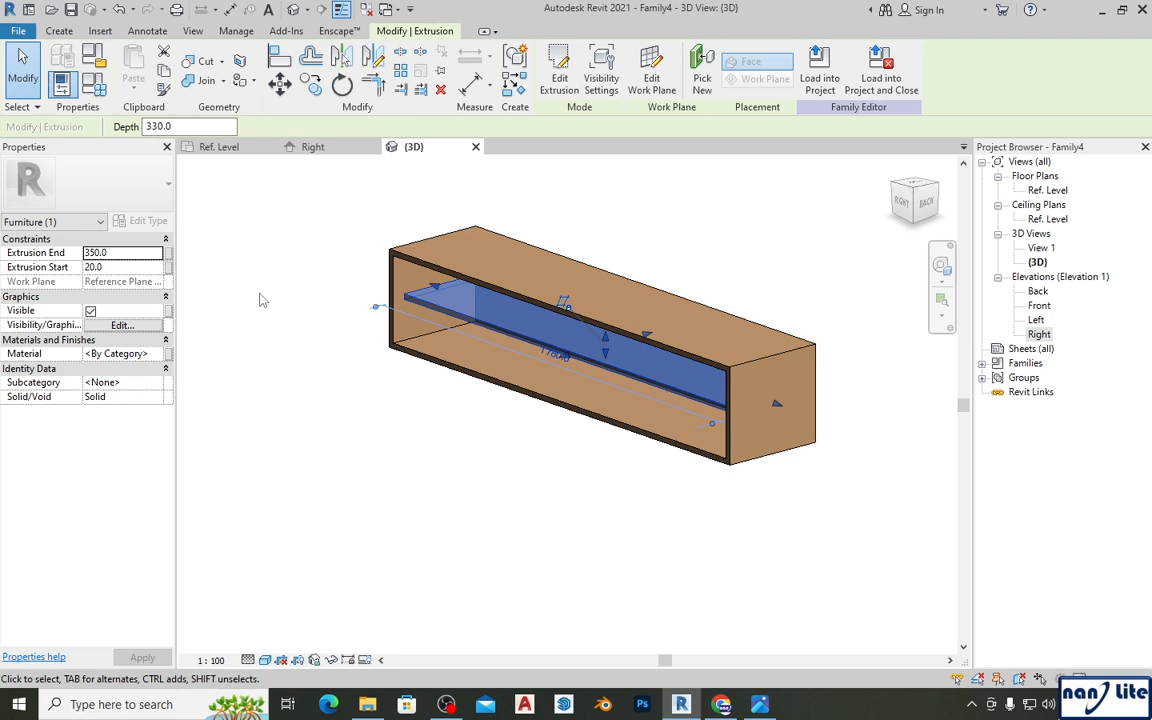 Autodesk Revit 2021 - Family4 - 3D View: {3D}
Sign In
File Create Insert Annotate View Manage Add-Ins Enscape™ Modify | Extrusion
Modify
Paste
Cut
Join
Edit Extrusion
Visibility Settings
Edit Work Plane
Pick New
Face
Work Plane
Load into Project
Load into Project and Close
Select Properties Clipboard Geometry Modify Measure Create Mode Work Plane Placement Family Editor
Modify | Extrusion Depth 330.0
Properties
Ref. Level Right {3D}
Project Browser - Family4
Furniture (1) Edit Type
Constraints
Extrusion End 350.0
Extrusion Start 20.0
Work Plane Reference Plane ...
Graphics
Visible
Visibility/Graphi... Edit...
Materials and Finishes
Material <By Category>
Identity Data
Subcategory <None>
Solid/Void Solid
Properties help Apply
RIGHT BACK
Views (all)
Floor Plans
Ref. Level
Ceiling Plans
Ref. Level
3D Views
View 1
{3D}
Elevations (Elevation 1)
Back
Front
Left
Right
Sheets (all)
Families
Groups
Revit Links
1 : 100
Click to select, TAB for alternates, CTRL adds, SHIFT unselects.
Type here to search
nanJ lite